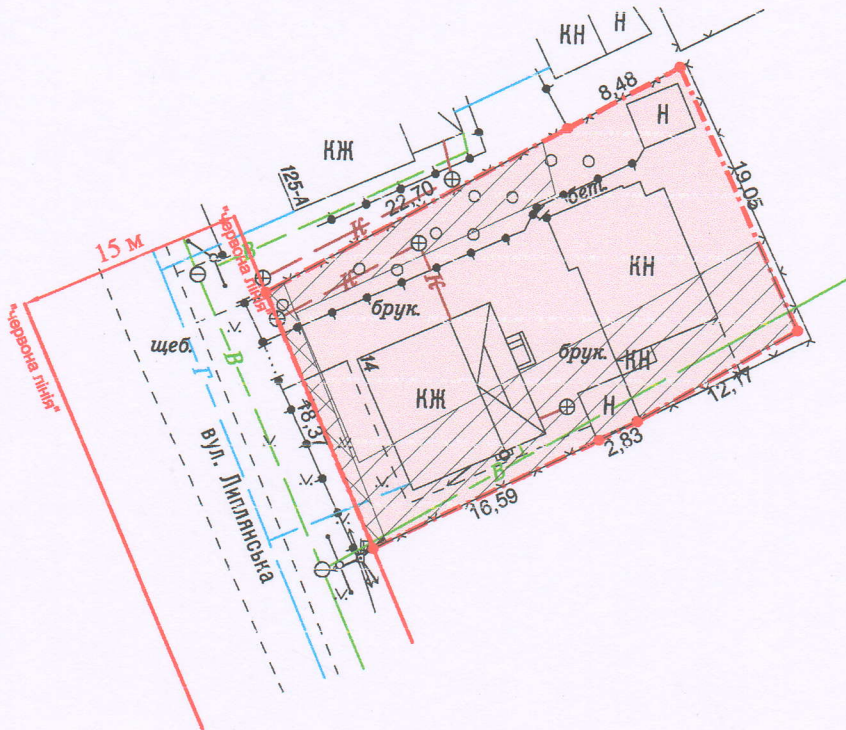 КН
Н
8,48
Н
КЖ
125-А
22,70
бет.
19,05
"червона лінія"
15 м
В
К
К
К
КН
"червона лінія"
щеб.
Г
В
брук.
14
КЖ
брук.
КН
Н
12,17
18,37
2,83
В
16,59
вул. Липлянська